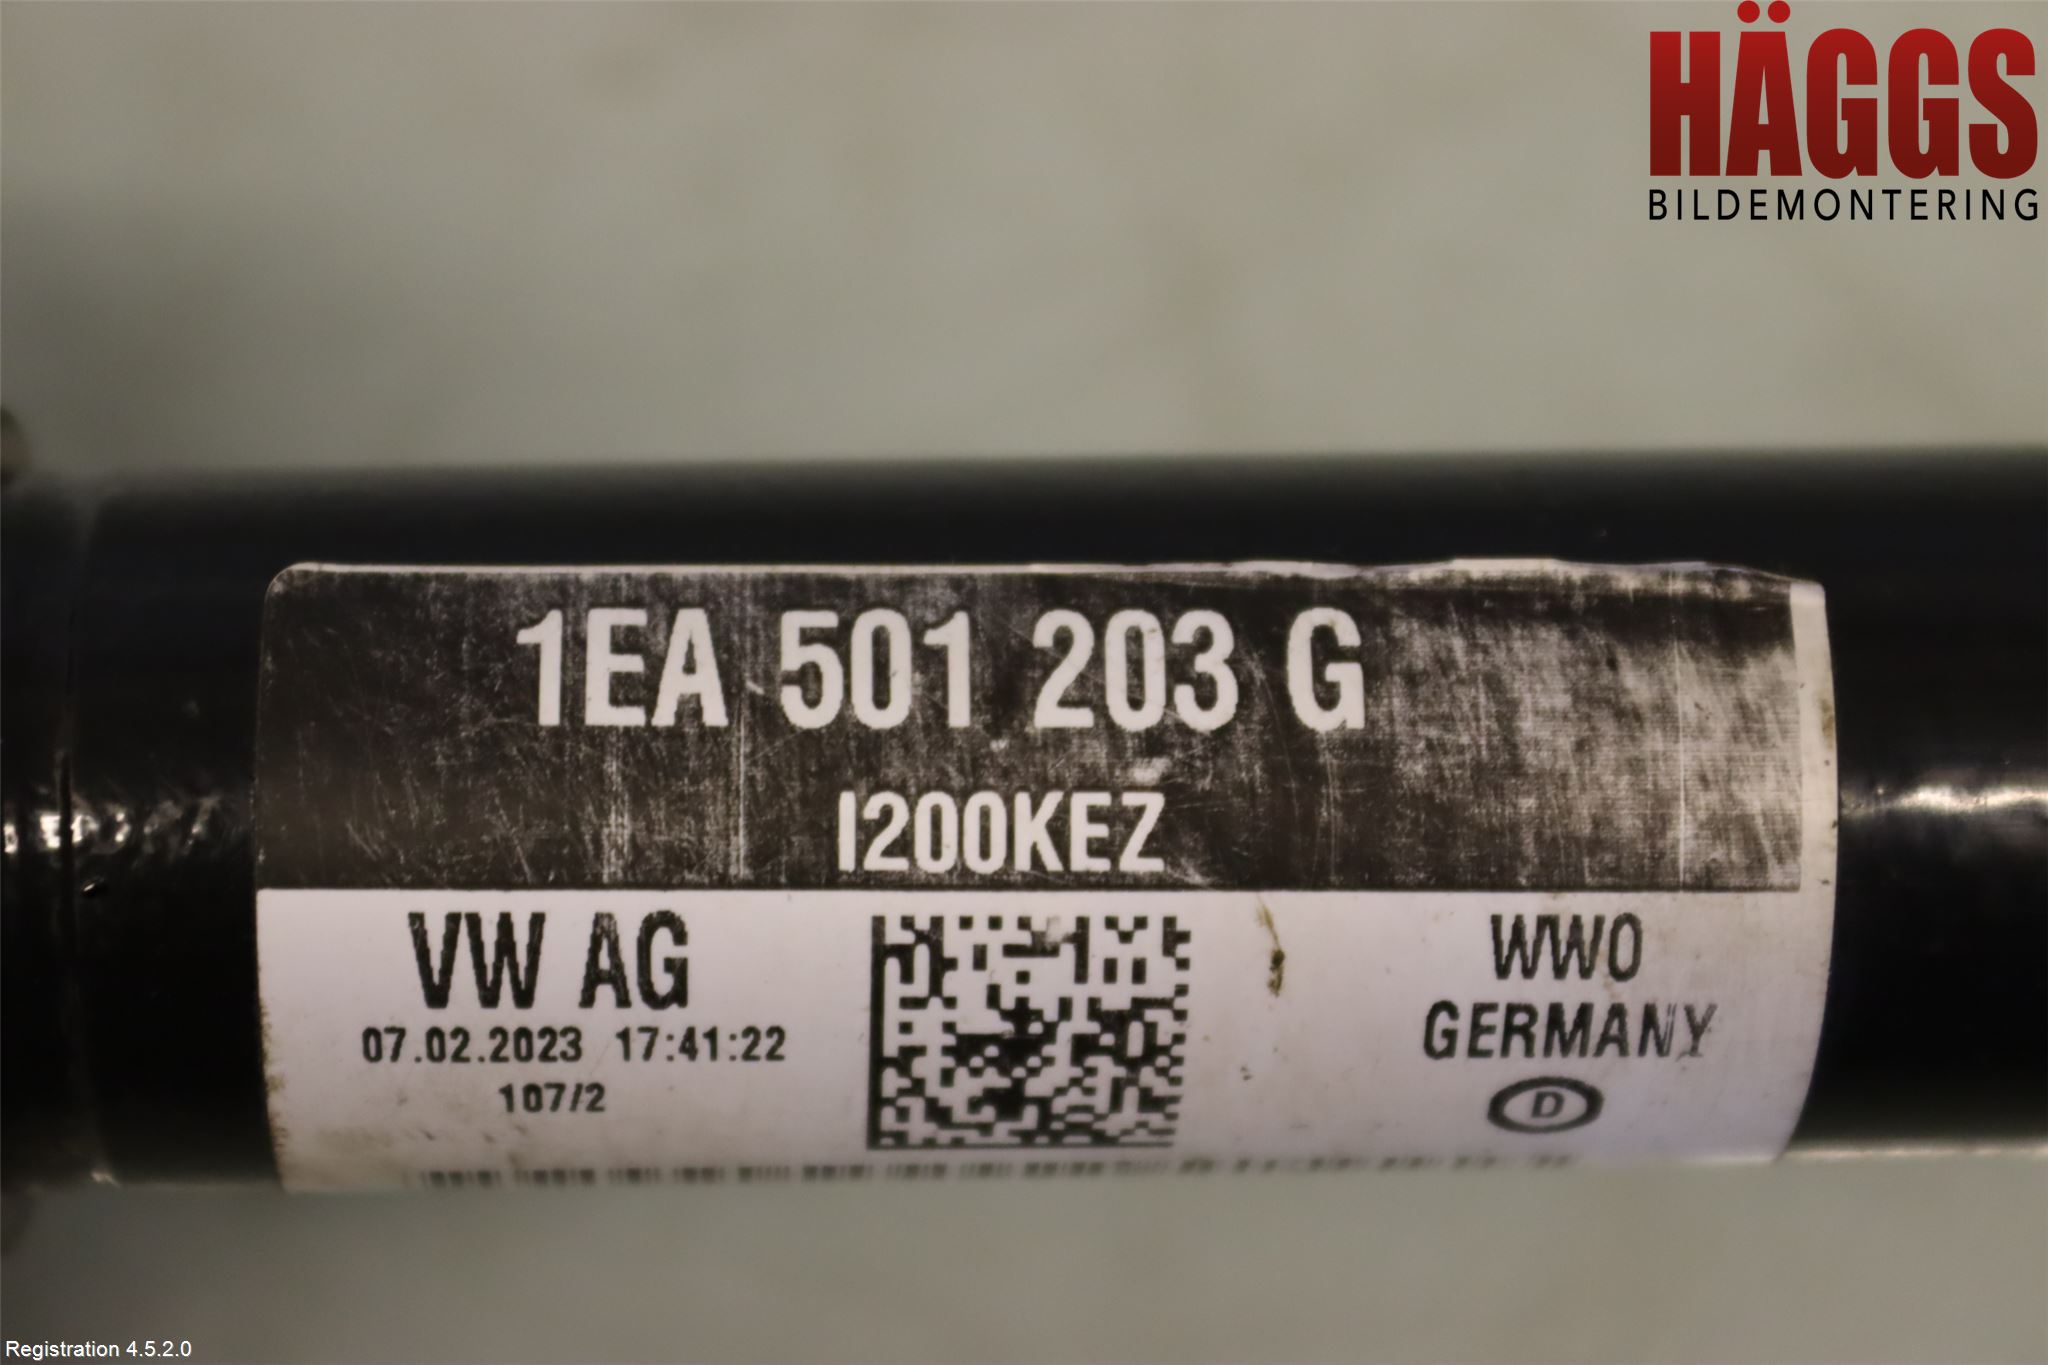 HÄGGS
BILDEMONTERING
1EA 501 203 G
I200KEZ
VW AG
07.02.2023 17:41:22
107/2
WWO
GERMANY
D
Registration 4.5.2.0